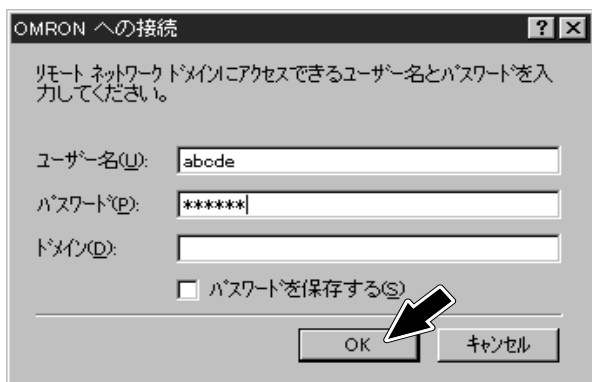 OMRON への接続
ﾘﾓｰﾄ ﾈｯﾄﾜｰｸ ﾄﾞﾒｲﾝにｱｸｾｽできるﾕｰｻﾞｰ名とﾊﾟｽﾜｰﾄﾞを入
力してください。
ﾕｰｻﾞｰ名(U): abcde
ﾊﾟｽﾜｰﾄﾞ(P): ******
ﾄﾞﾒｲﾝ(D):
ﾊﾟｽﾜｰﾄﾞを保存する(S)
OK ｷｬﾝｾﾙ